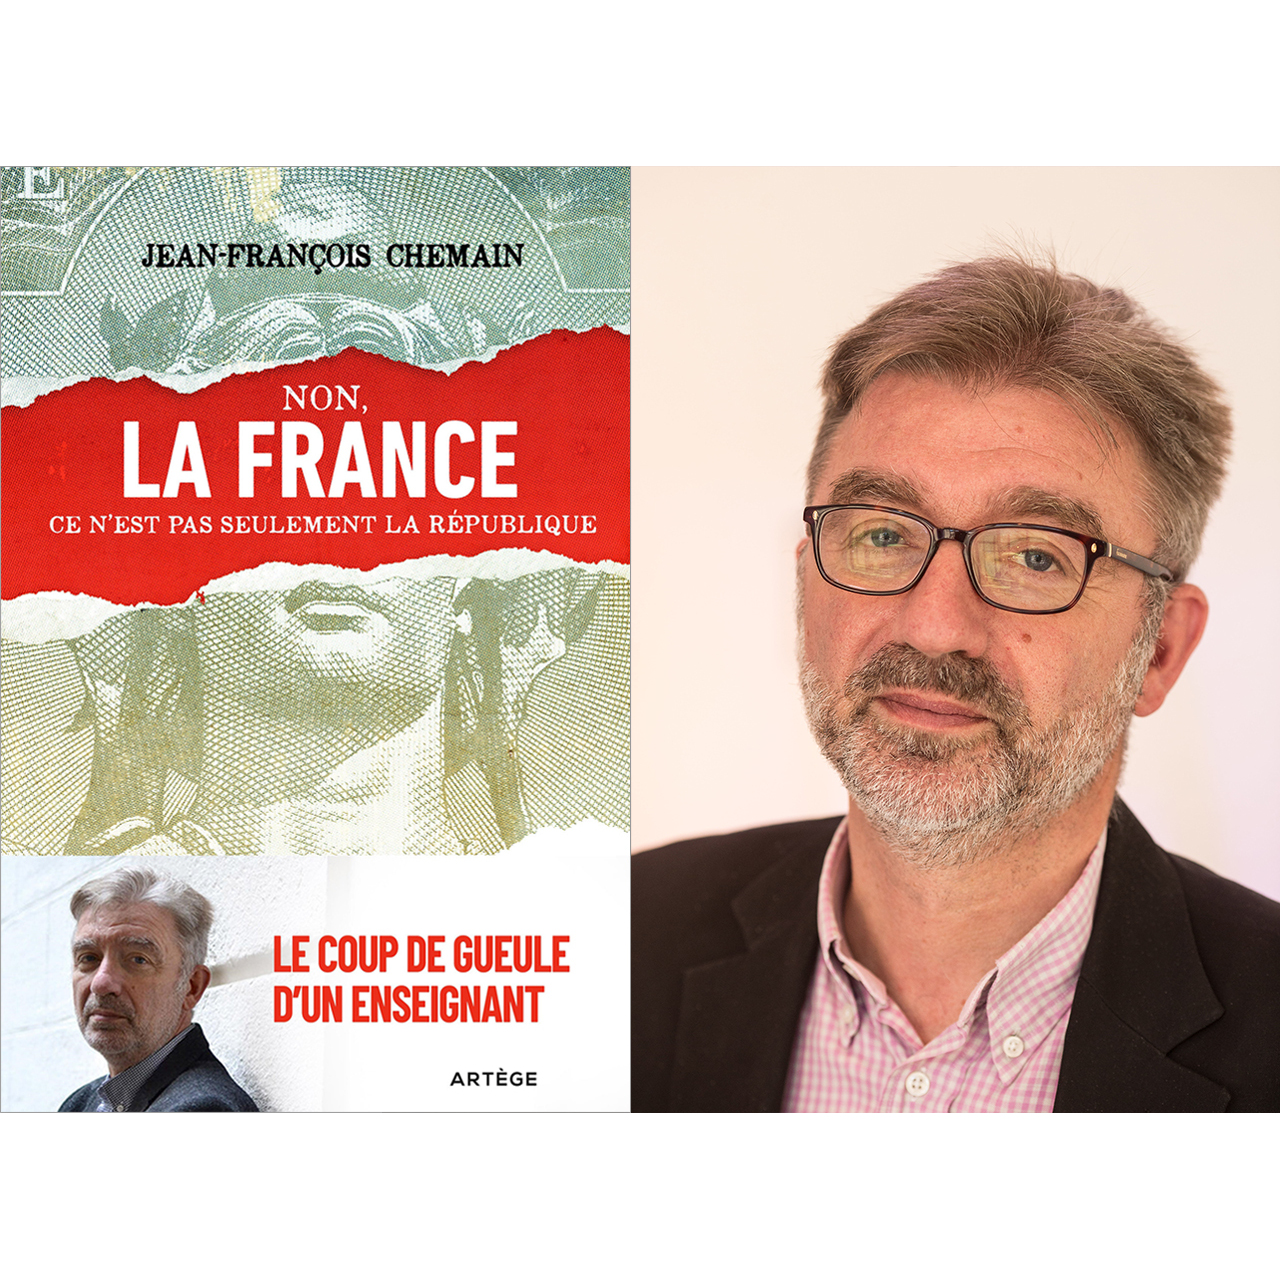 E
JEAN-FRANÇOIS CHEMAIN
NON,
LA FRANCE
CE N'EST PAS SEULEMENT LA RÉPUBLIQUE
LE COUP DE GUEULE
D'UN ENSEIGNANT
ARTÈGE